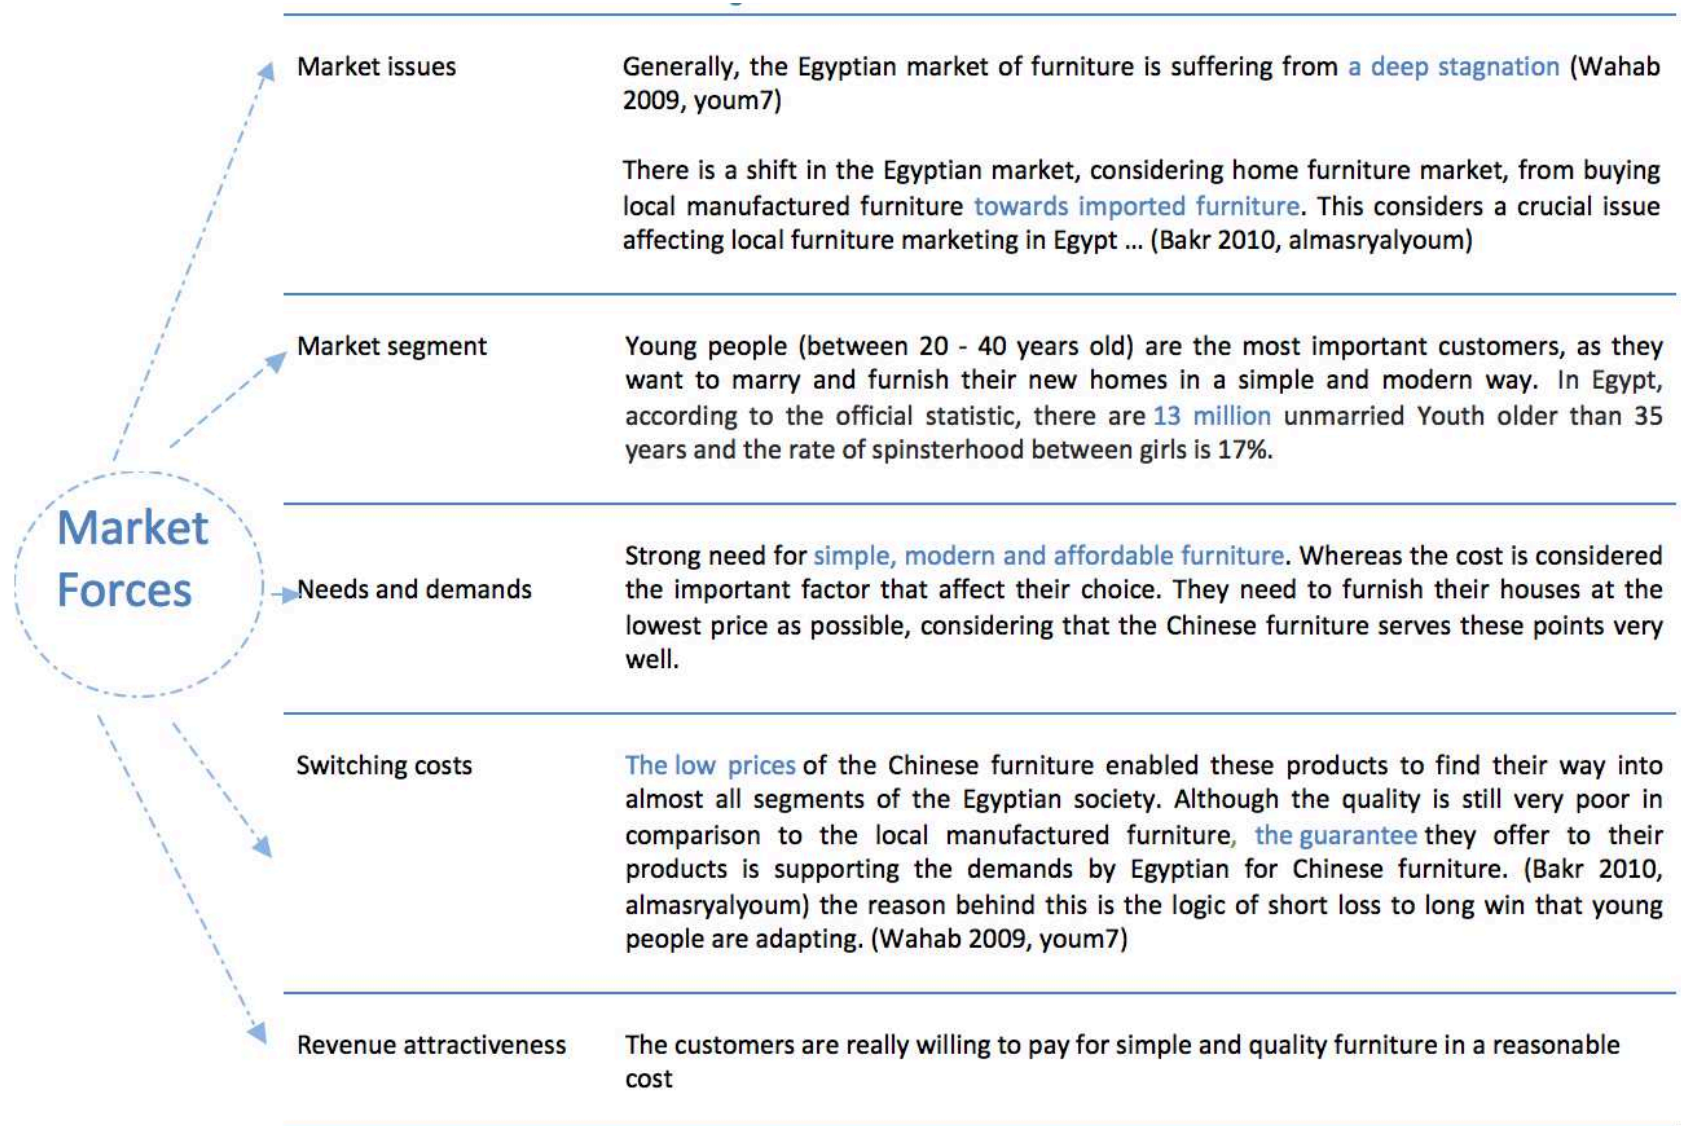 Market issues
Generally, the Egyptian market of furniture is suffering from a deep stagnation (Wahab
2009, youm7)
There is a shift in the Egyptian market, considering home furniture market, from buying
local manufactured furniture towards imported furniture. This considers a crucial issue
affecting local furniture marketing in Egypt ... (Bakr 2010, almasryalyoum)
Market segment
Young people (between 20 - 40 years old) are the most important customers, as they
want to marry and furnish their new homes in a simple and modern way. In Egypt,
according to the official statistic, there are 13 million unmarried Youth older than 35
years and the rate of spinsterhood between girls is 17%.
Market
Forces
Needs and demands
Strong need for simple, modern and affordable furniture. Whereas the cost is considered
the important factor that affect their choice. They need to furnish their houses at the
lowest price as possible, considering that the Chinese furniture serves these points very
well.
Switching costs
The low prices of the Chinese furniture enabled these products to find their way into
almost all segments of the Egyptian society. Although the quality is still very poor in
comparison to the local manufactured furniture, the guarantee they offer to their
products is supporting the demands by Egyptian for Chinese furniture. (Bakr 2010,
almasryalyoum) the reason behind this is the logic of short loss to long win that young
people are adapting. (Wahab 2009, youm7)
Revenue attractiveness
The customers are really willing to pay for simple and quality furniture in a reasonable
cost